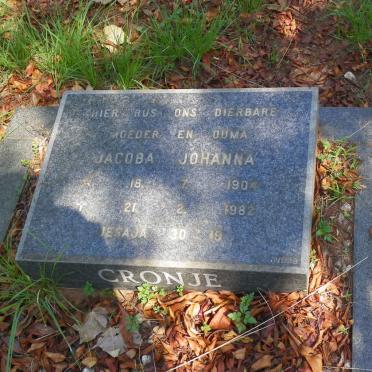 HIER RUS ONS DIERBARE
MOEDER EN OUMA
JACOBA JOHANNA
18. 7. 1904
21. 2. 1982
JESAJA 30 18
CRONJE